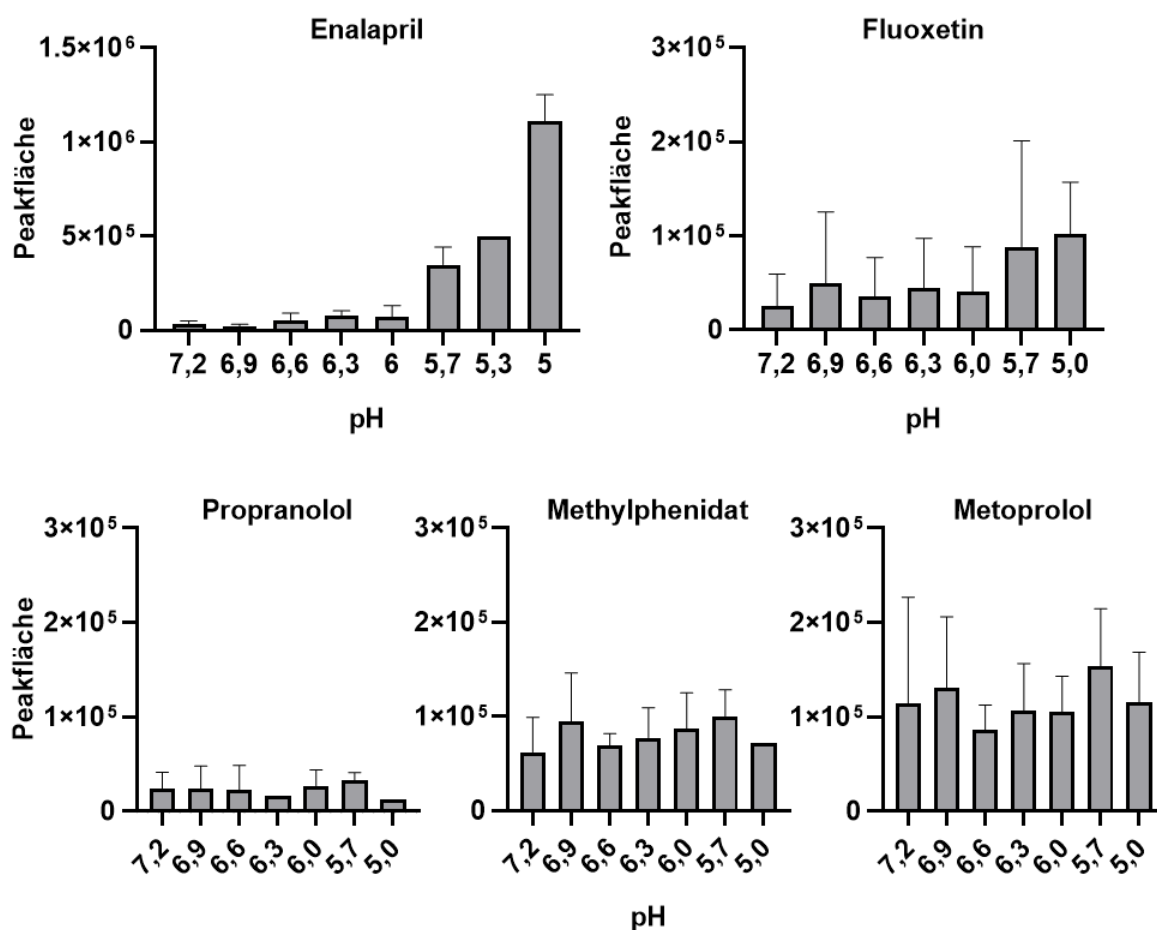 Enalapril
Peakfläche
1.5×10⁶
1×10⁶
5×10⁵
0
7,2 6,9 6,6 6,3 6 5,7 5,3 5
pH
Fluoxetin
Peakfläche
3×10⁵
2×10⁵
1×10⁵
0
7,2 6,9 6,6 6,3 6,0 5,7 5,0
pH
Propranolol
Peakfläche
3×10⁵
2×10⁵
1×10⁵
0
7,2 6,9 6,6 6,3 6,0 5,7 5,0
Methylphenidat
3×10⁵
2×10⁵
1×10⁵
0
7,2 6,9 6,6 6,3 6,0 5,7 5,0
pH
Metoprolol
3×10⁵
2×10⁵
1×10⁵
0
7,2 6,9 6,6 6,3 6,0 5,7 5,0